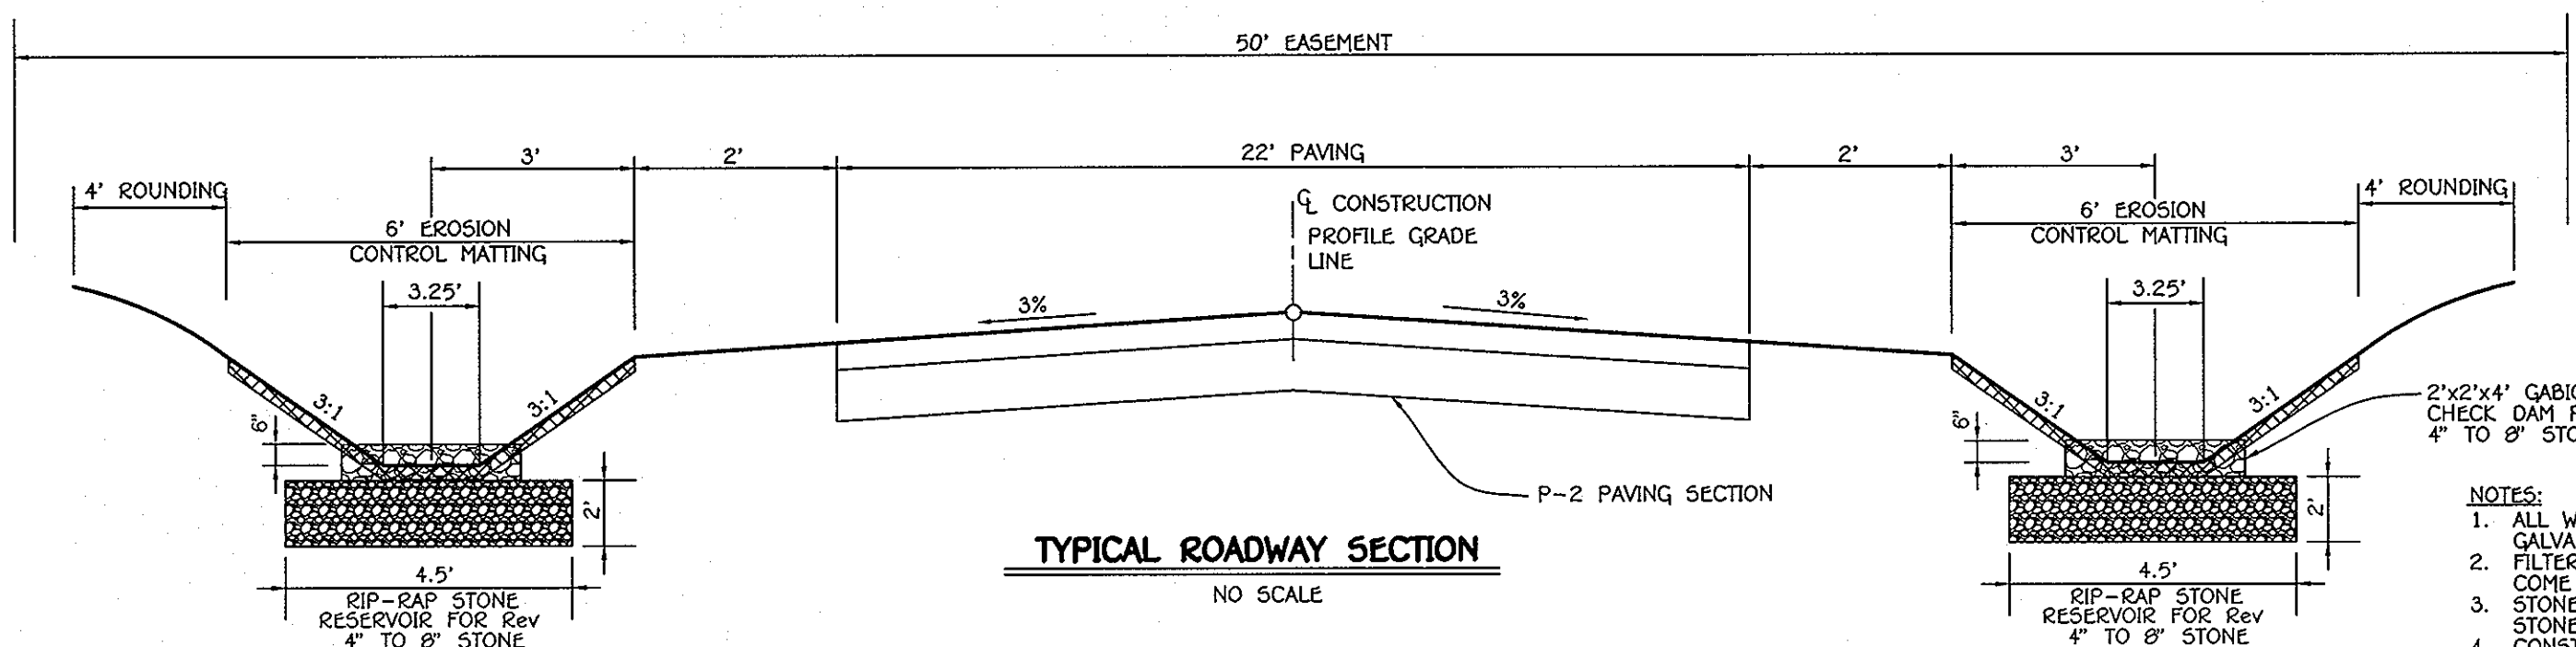 50' EASEMENT
3'
2'
22' PAVING
2'
3'
4' ROUNDING
6' EROSION
CONTROL MATTING
℄ CONSTRUCTION
PROFILE GRADE
LINE
6' EROSION
CONTROL MATTING
4' ROUNDING
3.25'
3%
3%
3.25'
3:1
3:1
6"
3:1
3:1
6"
2'x2'x4'
CHECK DAM
4" TO 8"
2'
P-2 PAVING SECTION
2'
TYPICAL ROADWAY SECTION
NO SCALE
4.5'
RIP-RAP STONE
RESERVOIR FOR Rev
4" TO 8" STONE
4.5'
RIP-RAP STONE
RESERVOIR FOR Rev
4" TO 8" STONE
NOTES:
1. ALL
2.
COME
3. STONE
STONE
4.